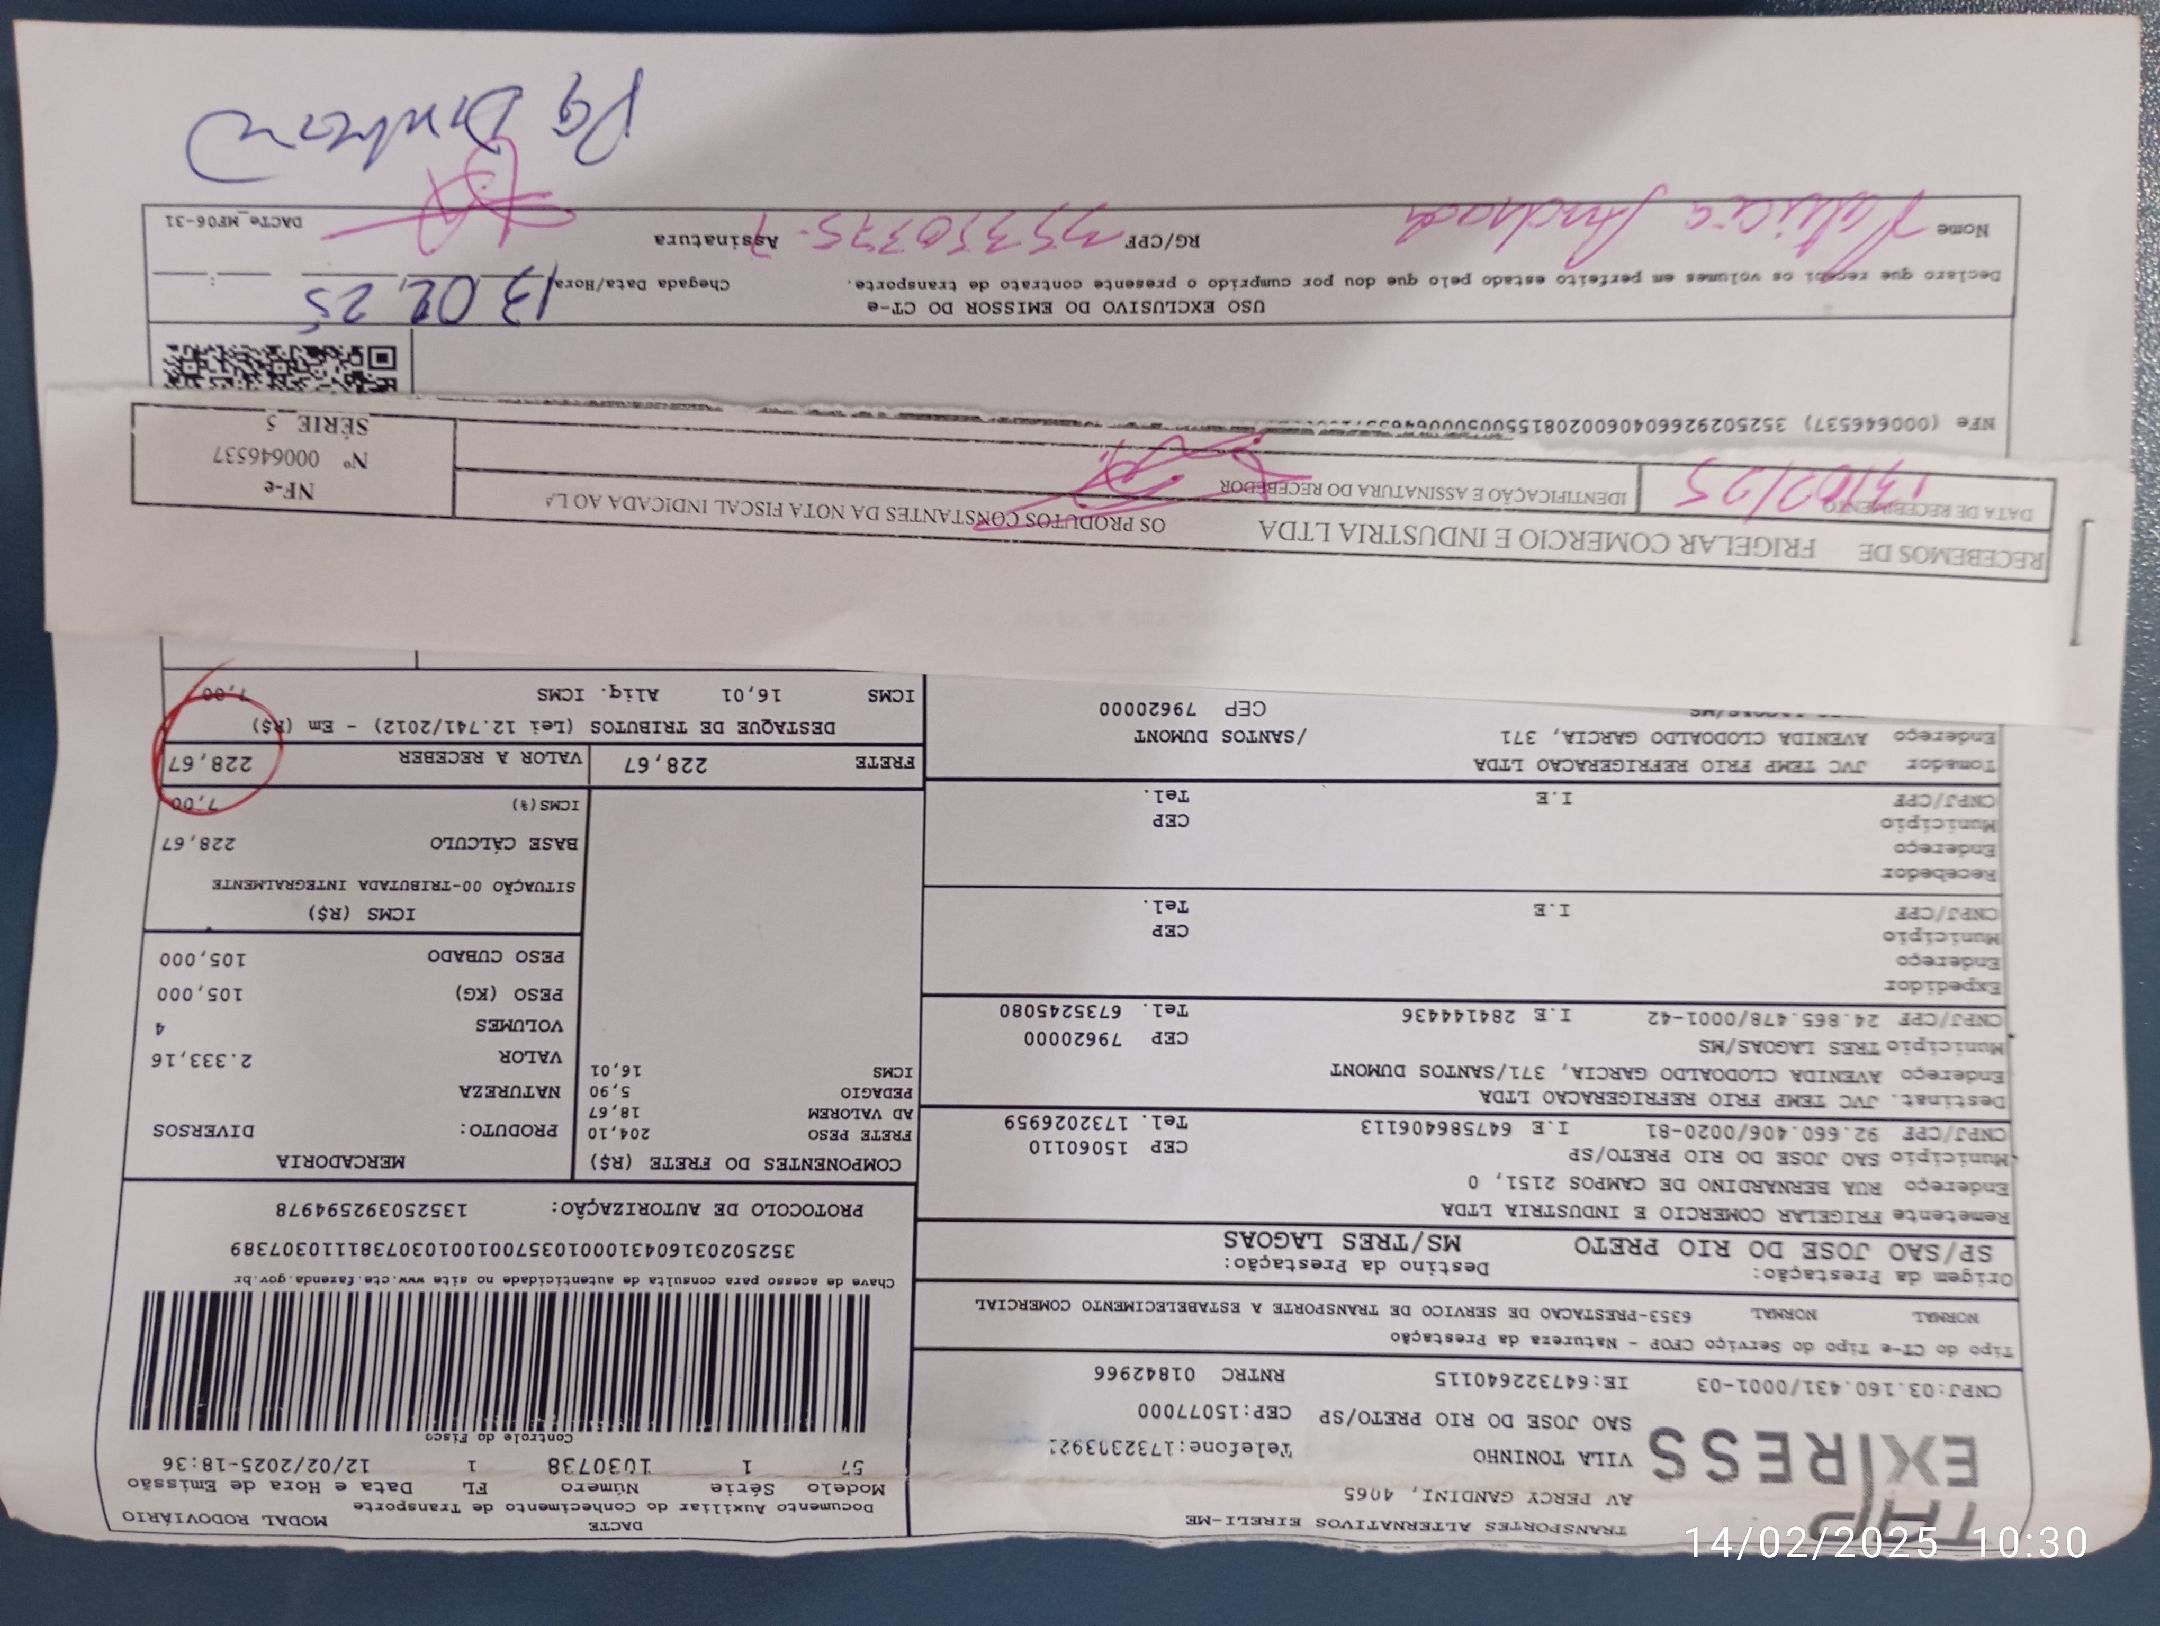 THP
EXPRESS
TRANSPORTES ALTERNATIVOS EIRELI-ME
AV PERCY GANDINI, 4065
VILA TONINHO
SAO JOSE DO RIO PRETO/SP CEP:15077000
CNPJ:03.160.431/0001-03 IE:647322640115 RNTRC 01842966
DACTE MODAL RODOVIÁRIO
Documento Auxiliar do Conhecimento de Transporte
Modelo Série Número FL Data e Hora de Emissão
57 1 1030738 1 12/02/2025-18:36
Controle do Fisco
Chave de acesso para consulta de autenticidade no site www.cte.fazenda.gov.br
35250203160431000103570010010307381111030738​9
PROTOCOLO DE AUTORIZAÇÃO: 135250392594978
Tipo do CT-e Tipo do Serviço CFOP - Natureza da Prestação
NORMAL NORMAL 6353-PRESTACAO DE SERVICO DE TRANSPORTE A ESTABELECIMENTO COMERCIAL
Origem da Prestação: Destino da Prestação:
SP/SAO JOSE DO RIO PRETO MS/TRES LAGOAS
Remetente FRIGELAR COMERCIO E INDUSTRIA LTDA
Endereço RUA BERNARDINO DE CAMPOS 2151, 0
Município SAO JOSE DO RIO PRETO/SP CEP 15060110
CNPJ/CPF 92.660.406/0020-81 I.E 647586406113 Tel. 1732026959
Destinat. JVC TEMP FRIO REFRIGERACAO LTDA
Endereço AVENIDA CLODOALDO GARCIA, 371/SANTOS DUMONT
Município TRES LAGOAS/MS CEP 79620000
CNPJ/CPF 24.865.478/0001-42 I.E 284144436 Tel. 6735245080
Expedidor
Endereço
Município CEP
CNPJ/CPF I.E Tel.
Recebedor
Endereço
Município CEP
CNPJ/CPF I.E Tel.
Tomador JVC TEMP FRIO REFRIGERACAO LTDA
Endereço AVENIDA CLODOALDO GARCIA, 371 /SANTOS DUMONT
CEP 79620000
COMPONENTES DO FRETE (R$)
FRETE PESO 204,10
AD VALOREM 18,67
PEDAGIO 5,90
ICMS 16,01
MERCADORIA
PRODUTO: DIVERSOS
NATUREZA
VALOR 2.333,16
VOLUMES 4
PESO (KG) 105,000
PESO CUBADO 105,000
ICMS (R$)
SITUAÇÃO 00-TRIBUTADA INTEGRALMENTE
BASE CÁLCULO 228,67
ICMS(%) 7,00
FRETE 228,67 VALOR A RECEBER 228,67
DESTAQUE DE TRIBUTOS (Lei 12.741/2012) - Em (R$)
ICMS 16,01 Aliq. ICMS 7,00
RECEBEMOS DE FRIGELAR COMERCIO E INDUSTRIA LTDA OS PRODUTOS CONSTANTES DA NOTA FISCAL INDICADA AO LA
DATA DE RECEBIMENTO 13/02/25
IDENTIFICAÇÃO E ASSINATURA DO RECEBEDOR
NF-e
Nº 000646537
SÉRIE 5
NFe (000646537)
USO EXCLUSIVO DO EMISSOR DO CT-e
Declaro que recebi os volumes em perfeito estado pelo que dou por cumprido o presente contrato de transporte.
Chegada Data/Hora 13 02 25
Nome RG/CPF Assinatura
DACTe_MF06-31
14/02/2025 10:30